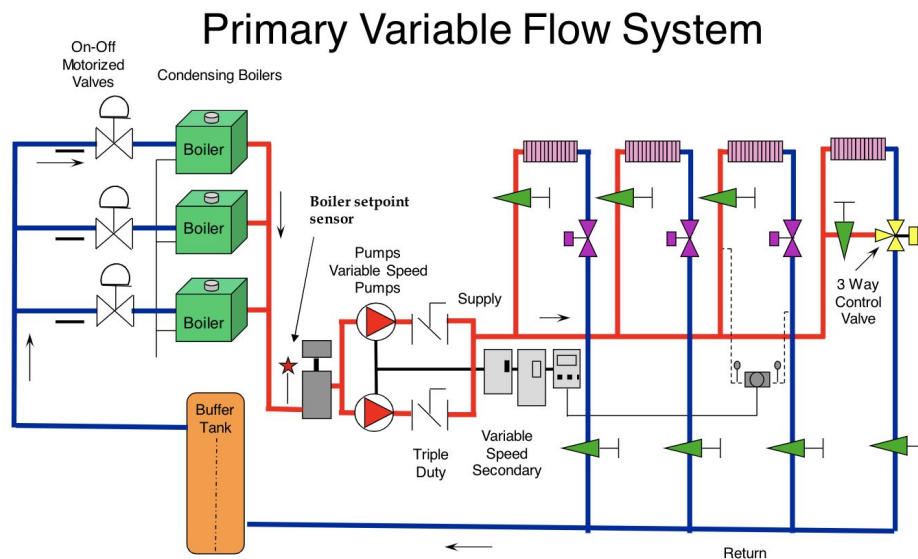 Primary Variable Flow System
On-Off
Motorized
Valves
Condensing Boilers
Boiler
Boiler
Boiler
Boiler setpoint
sensor
Pumps
Variable Speed
Pumps
Supply
3 Way
Control
Valve
Buffer
Tank
Triple
Duty
Variable
Speed
Secondary
Return